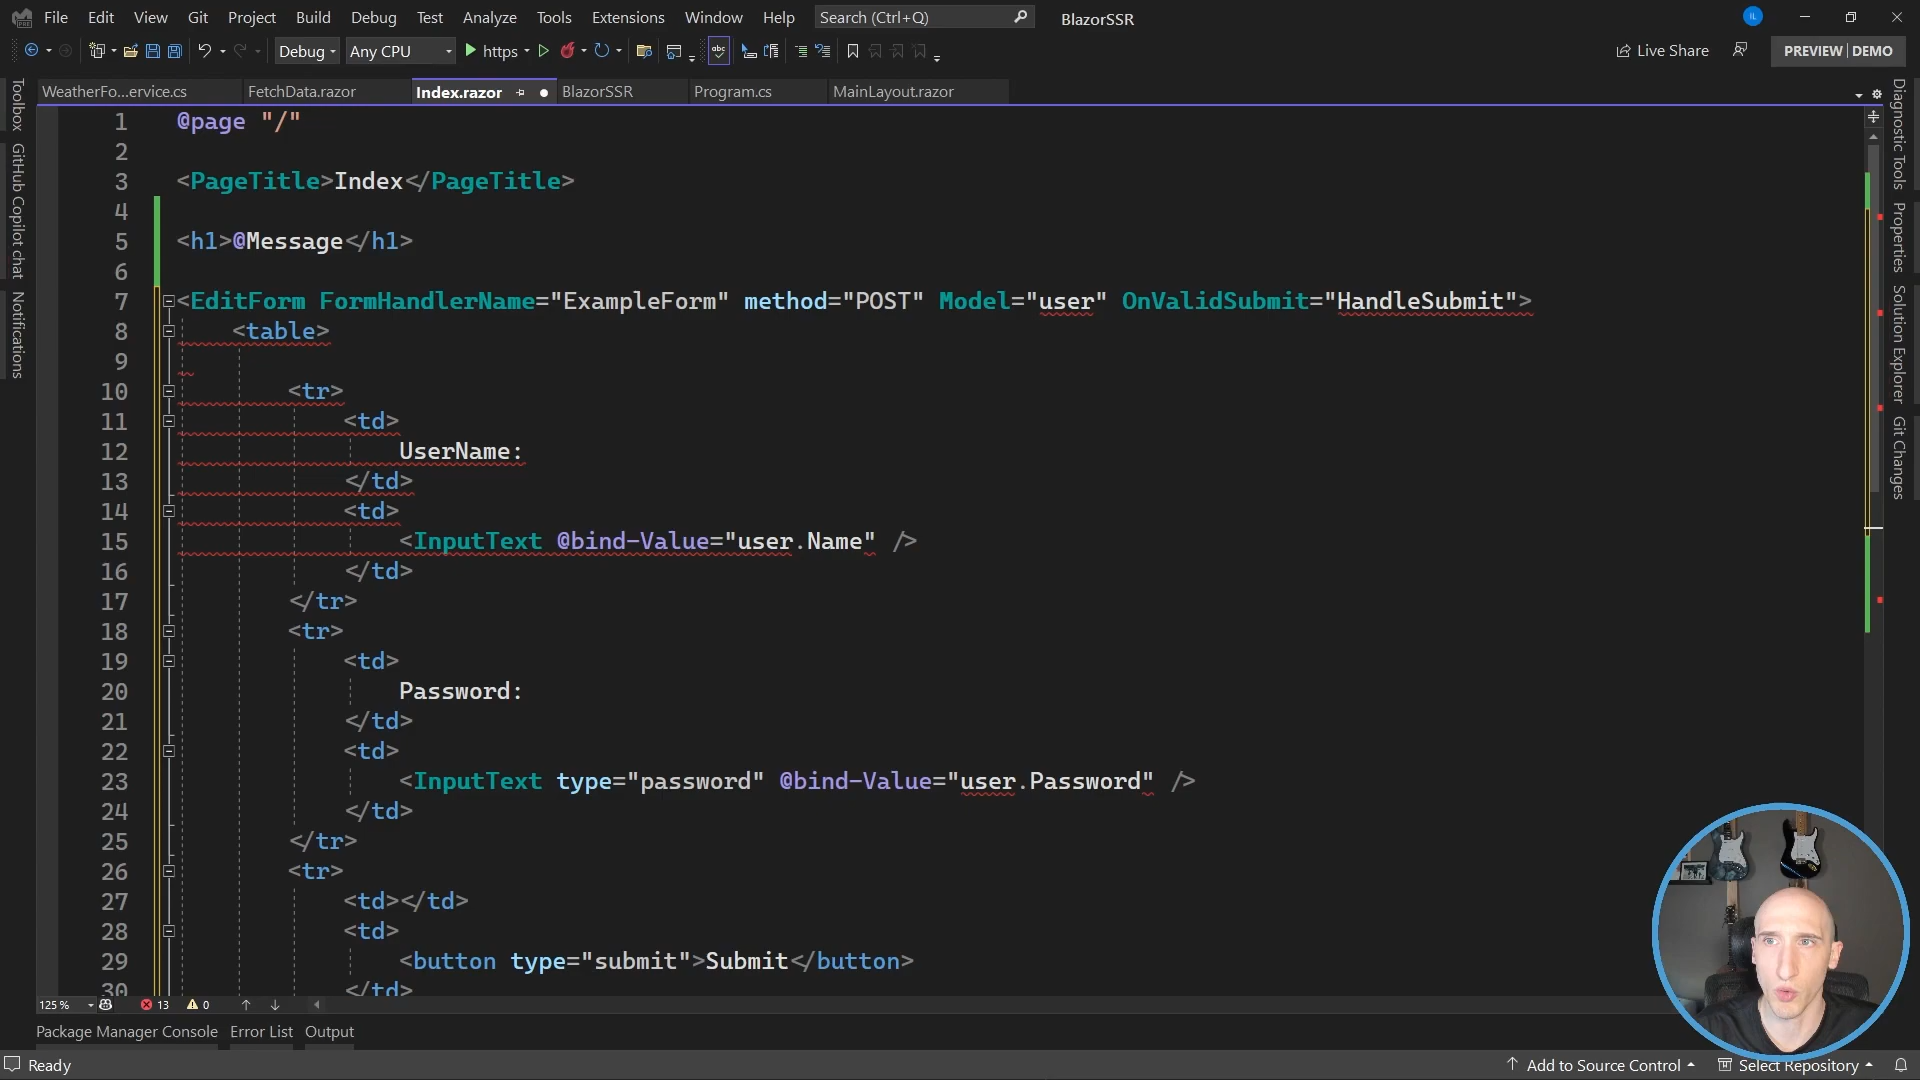 File Edit View Git Project Build Debug Test Analyze Tools Extensions Window Help Search (Ctrl+Q) BlazorSSR IL
Debug Any CPU https abc Live Share PREVIEW | DEMO
WeatherFo...ervice.cs FetchData.razor Index.razor BlazorSSR Program.cs MainLayout.razor
Toolbox
GitHub Copilot chat
Notifications
1 @page "/"
2
3 <PageTitle>Index</PageTitle>
4
5 <h1>@Message</h1>
6
7 <EditForm FormHandlerName="ExampleForm" method="POST" Model="user" OnValidSubmit="HandleSubmit">
8 <table>
9
10 <tr>
11 <td>
12 UserName:
13 </td>
14 <td>
15 <InputText @bind-Value="user.Name" />
16 </td>
17 </tr>
18 <tr>
19 <td>
20 Password:
21 </td>
22 <td>
23 <InputText type="password" @bind-Value="user.Password" />
24 </td>
25 </tr>
26 <tr>
27 <td></td>
28 <td>
29 <button type="submit">Submit</button>
30 </td>
Diagnostic Tools
Properties
Solution Explorer
Git Changes
125 % 13 0
Package Manager Console Error List Output
Ready Add to Source Control Select Repository